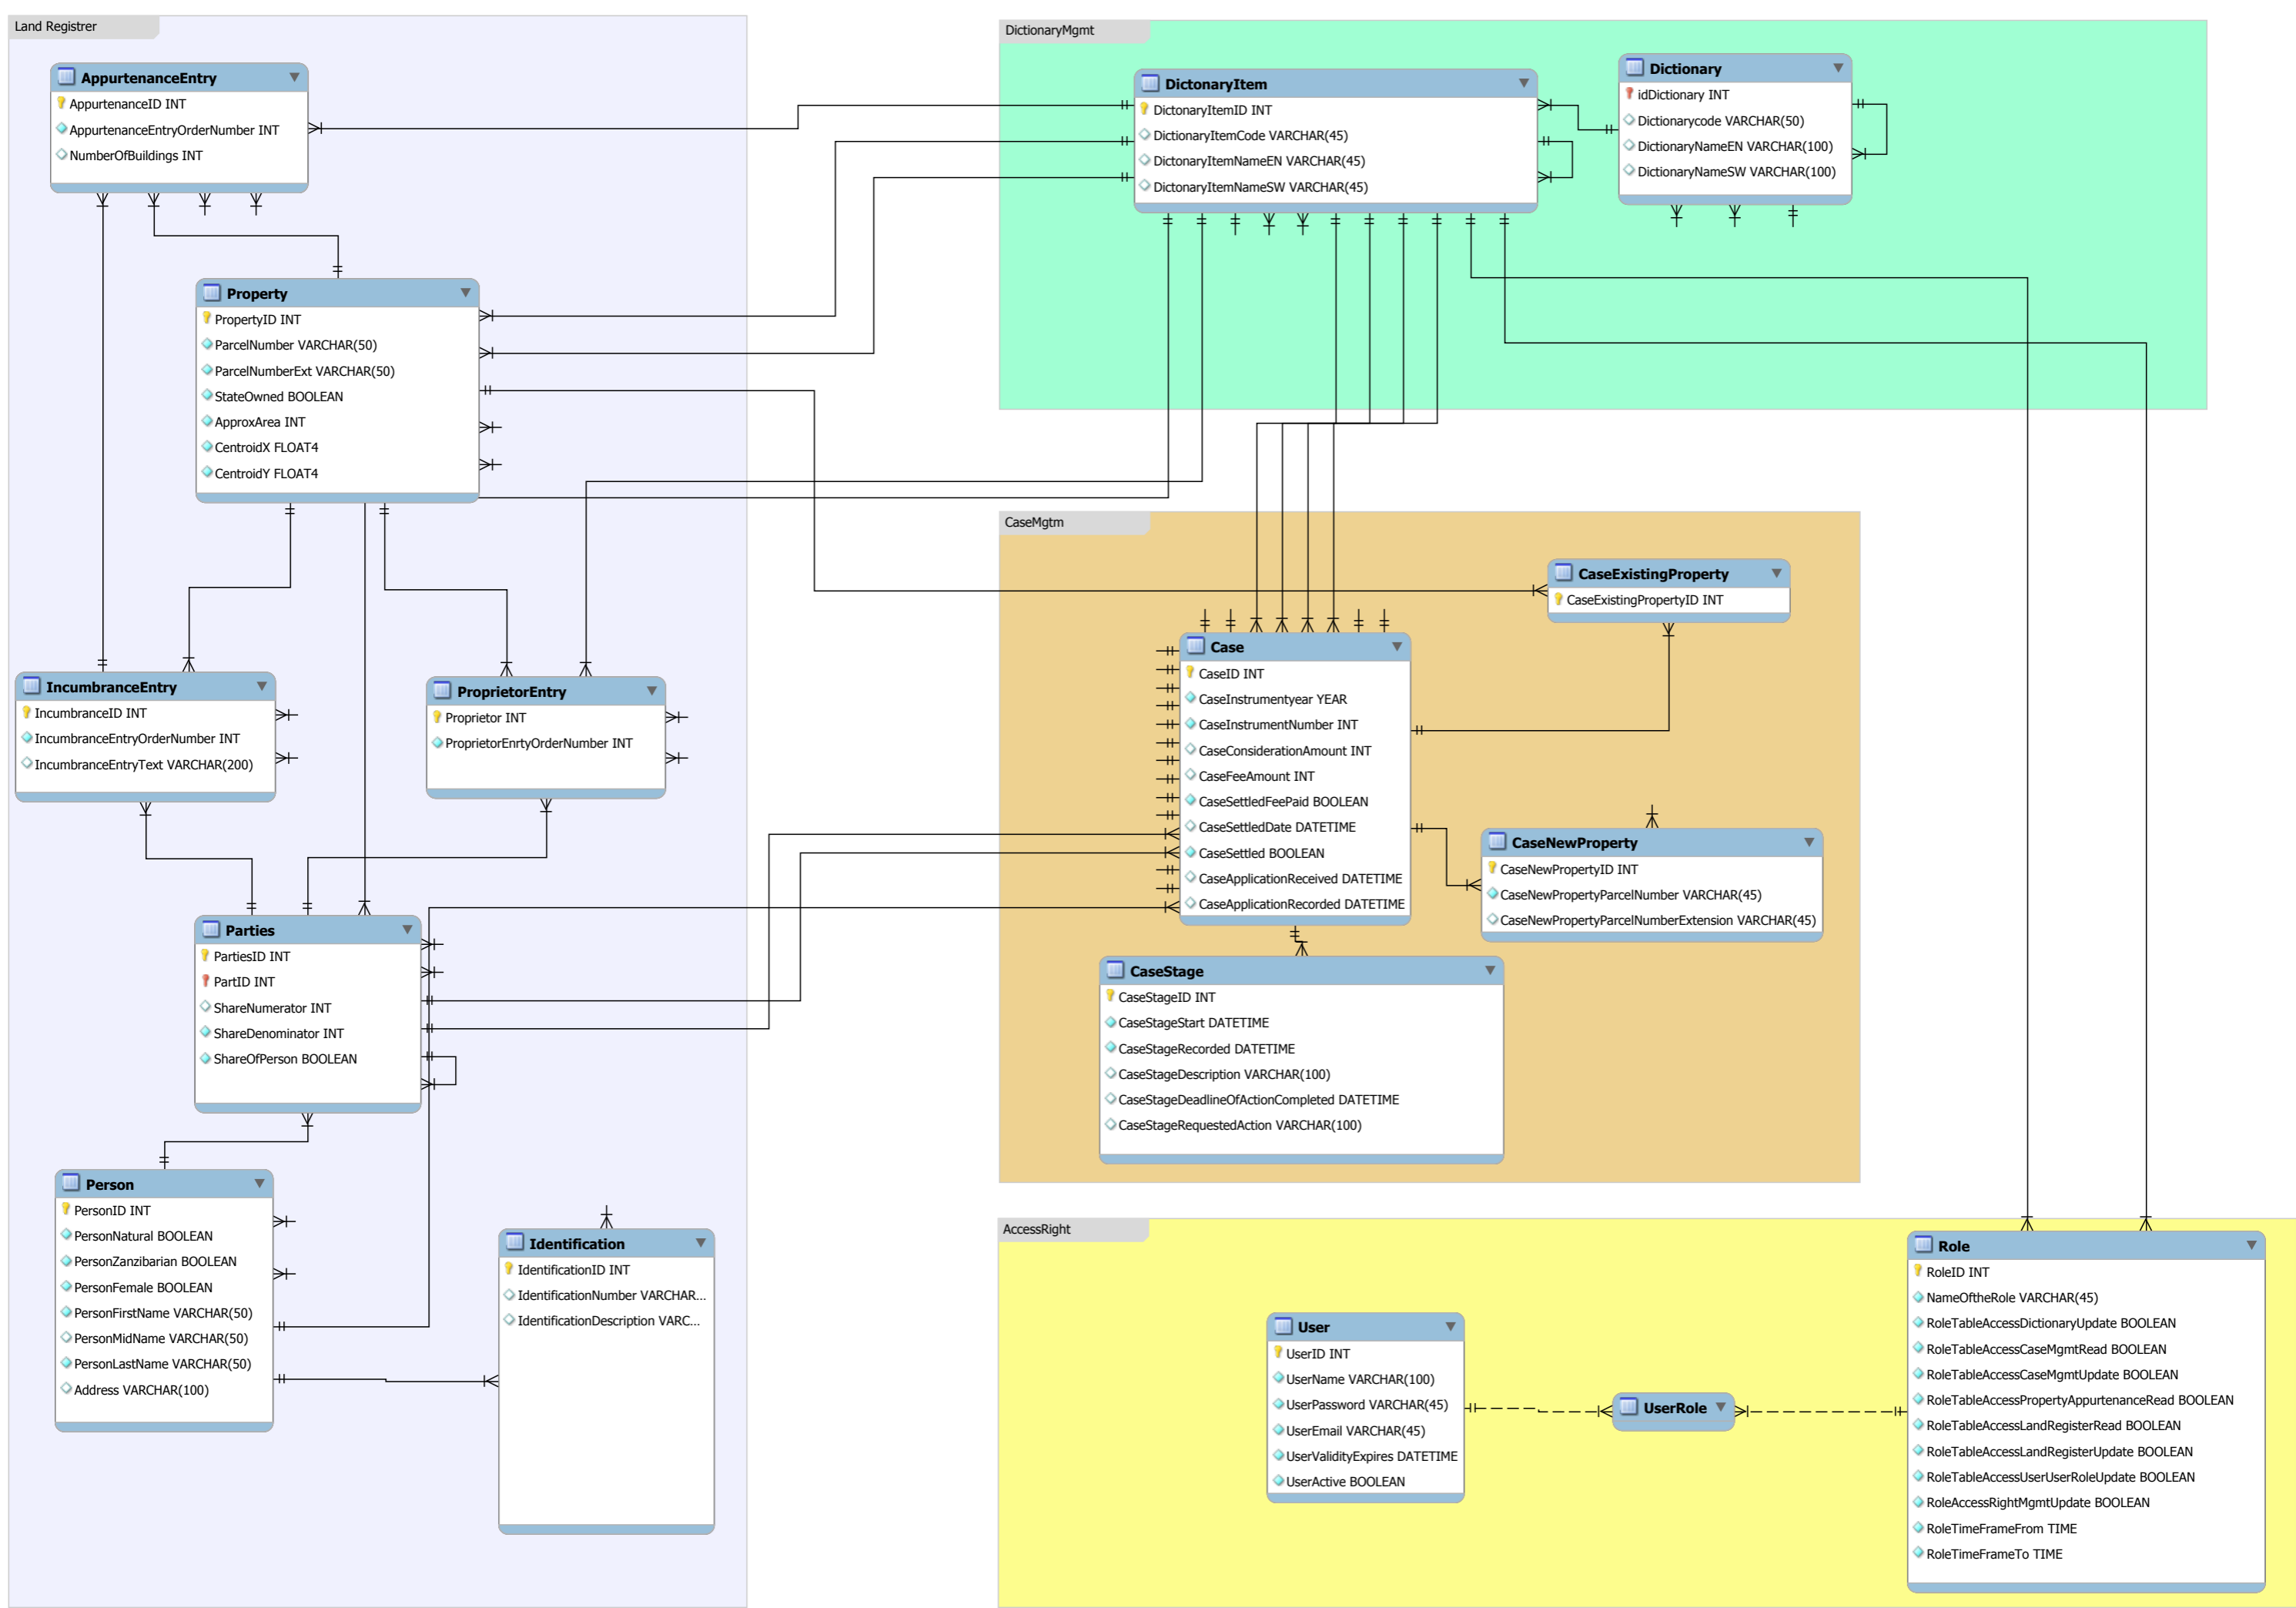 Land Registrer
AppurtenanceEntry
AppurtenanceID INT
AppurtenanceEntryOrderNumber INT
NumberOfBuildings INT
Property
PropertyID INT
ParcelNumber VARCHAR(50)
ParcelNumberExt VARCHAR(50)
StateOwned BOOLEAN
ApproxArea INT
CentroidX FLOAT4
CentroidY FLOAT4
IncumbranceEntry
IncumbranceID INT
IncumbranceEntryOrderNumber INT
IncumbranceEntryText VARCHAR(200)
ProprietorEntry
Proprietor INT
ProprietorEnrtyOrderNumber INT
Parties
PartiesID INT
PartID INT
ShareNumerator INT
ShareDenominator INT
ShareOfPerson BOOLEAN
Person
PersonID INT
PersonNatural BOOLEAN
PersonZanzibarian BOOLEAN
PersonFemale BOOLEAN
PersonFirstName VARCHAR(50)
PersonMidName VARCHAR(50)
PersonLastName VARCHAR(50)
Address VARCHAR(100)
Identification
IdentificationID INT
IdentificationNumber VARCHAR...
IdentificationDescription VARC...
DictionaryMgmt
DictonaryItem
DictonaryItemID INT
DictionaryItemCode VARCHAR(45)
DictonaryItemNameEN VARCHAR(45)
DictonaryItemNameSW VARCHAR(45)
Dictionary
idDictionary INT
Dictionarycode VARCHAR(50)
DictionaryNameEN VARCHAR(100)
DictionaryNameSW VARCHAR(100)
CaseMgtm
CaseExistingProperty
CaseExistingPropertyID INT
Case
CaseID INT
CaseInstrumentyear YEAR
CaseInstrumentNumber INT
CaseConsiderationAmount INT
CaseFeeAmount INT
CaseSettledFeePaid BOOLEAN
CaseSettledDate DATETIME
CaseSettled BOOLEAN
CaseApplicationReceived DATETIME
CaseApplicationRecorded DATETIME
CaseNewProperty
CaseNewPropertyID INT
CaseNewPropertyParcelNumber VARCHAR(45)
CaseNewPropertyParcelNumberExtension VARCHAR(45)
CaseStage
CaseStageID INT
CaseStageStart DATETIME
CaseStageRecorded DATETIME
CaseStageDescription VARCHAR(100)
CaseStageDeadlineOfActionCompleted DATETIME
CaseStageRequestedAction VARCHAR(100)
AccessRight
User
UserID INT
UserName VARCHAR(100)
UserPassword VARCHAR(45)
UserEmail VARCHAR(45)
UserValidityExpires DATETIME
UserActive BOOLEAN
UserRole
Role
RoleID INT
NameOftheRole VARCHAR(45)
RoleTableAccessDictionaryUpdate BOOLEAN
RoleTableAccessCaseMgmtRead BOOLEAN
RoleTableAccessCaseMgmtUpdate BOOLEAN
RoleTableAccessPropertyAppurtenanceRead BOOLEAN
RoleTableAccessLandRegisterRead BOOLEAN
RoleTableAccessLandRegisterUpdate BOOLEAN
RoleTableAccessUserUserRoleUpdate BOOLEAN
RoleAccessRightMgmtUpdate BOOLEAN
RoleTimeFrameFrom TIME
RoleTimeFrameTo TIME